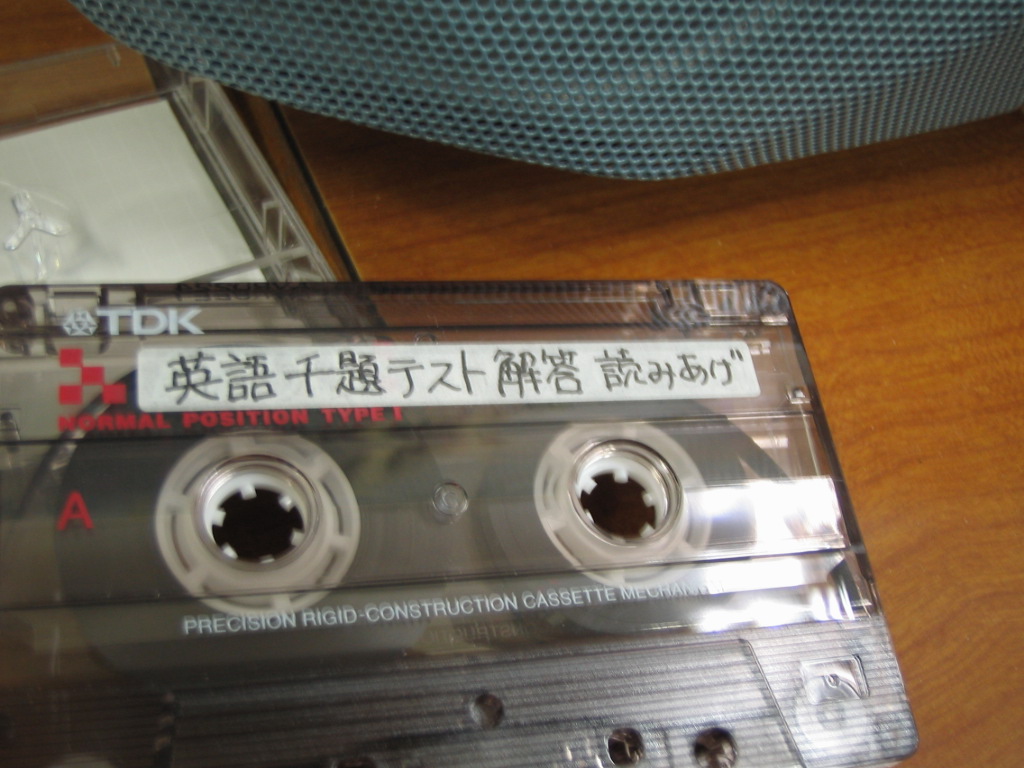 TDK
英語千題テスト解答 読みあげ
NORMAL POSITION TYPE I
A
PRECISION RIGID-CONSTRUCTION CASSETTE